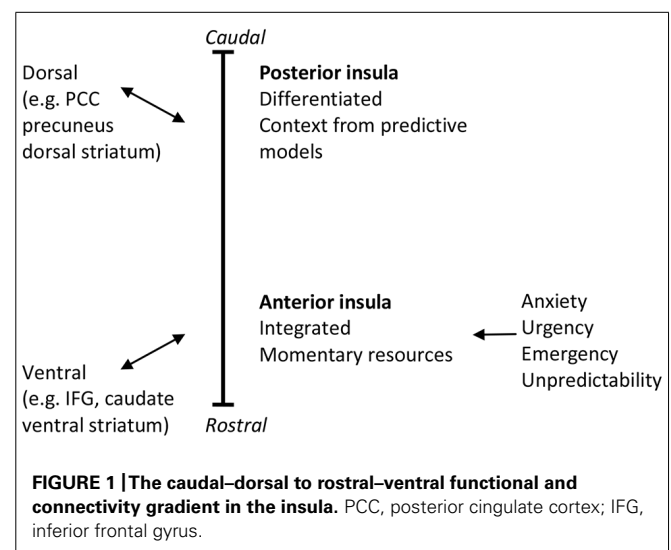 Caudal
Dorsal
(e.g. PCC
precuneus
dorsal striatum)
Posterior insula
Differentiated
Context from predictive
models
Anterior insula
Integrated
Momentary resources
Anxiety
Urgency
Emergency
Unpredictability
Ventral
(e.g. IFG, caudate
ventral striatum)
Rostral
FIGURE 1 | The caudal–dorsal to rostral–ventral functional and
connectivity gradient in the insula. PCC, posterior cingulate cortex; IFG,
inferior frontal gyrus.